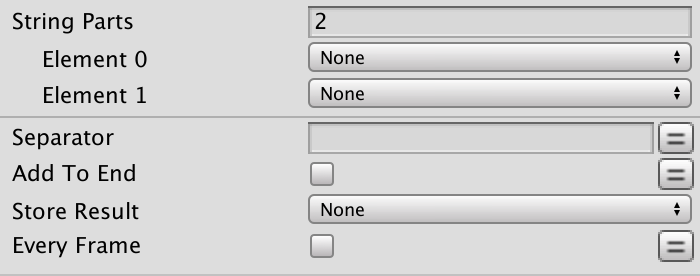 String Parts 2
Element 0 None
Element 1 None
Separator
Add To End
Store Result None
Every Frame